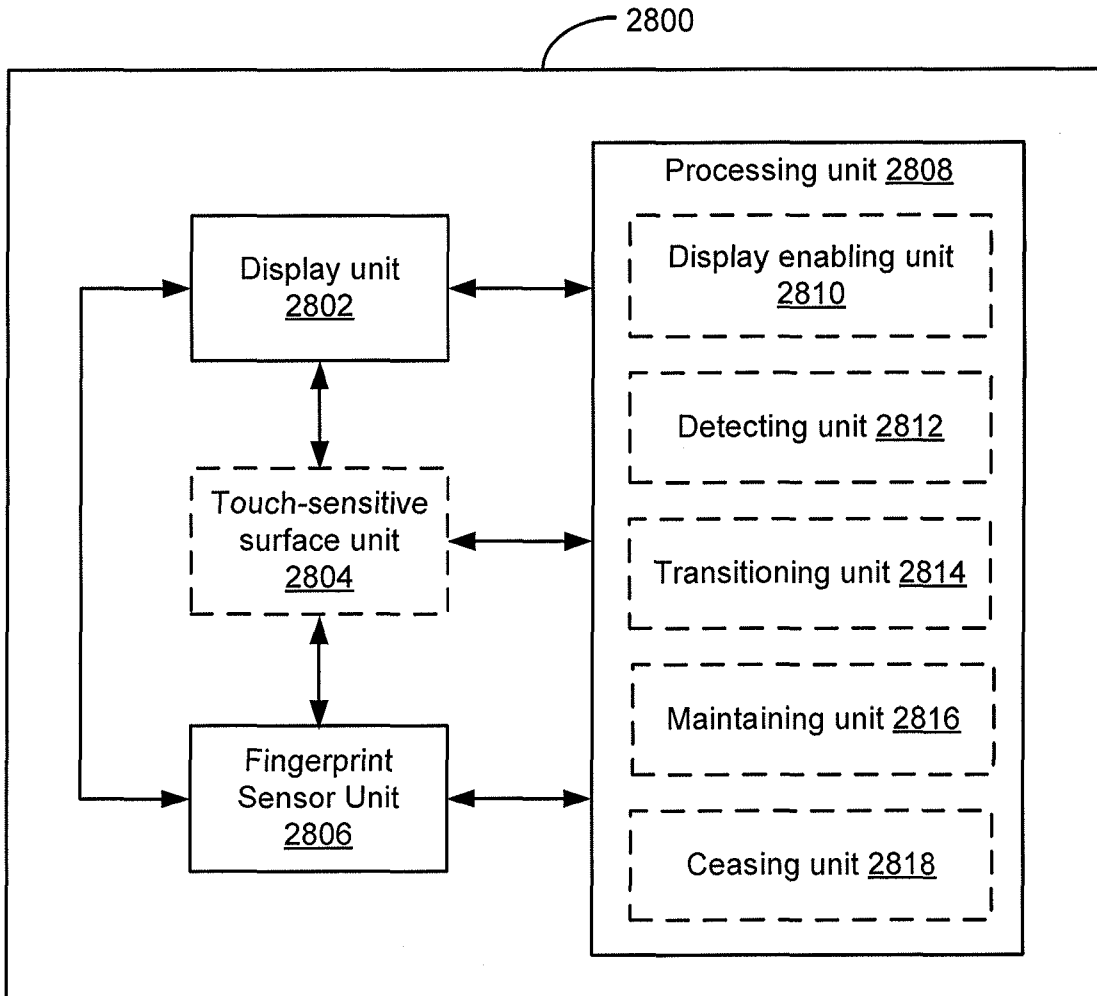 2800
Processing unit 2808
Display enabling unit
2810
Display unit
2802
Detecting unit 2812
Touch-sensitive
surface unit
2804
Transitioning unit 2814
Maintaining unit 2816
Fingerprint
Sensor Unit
2806
Ceasing unit 2818